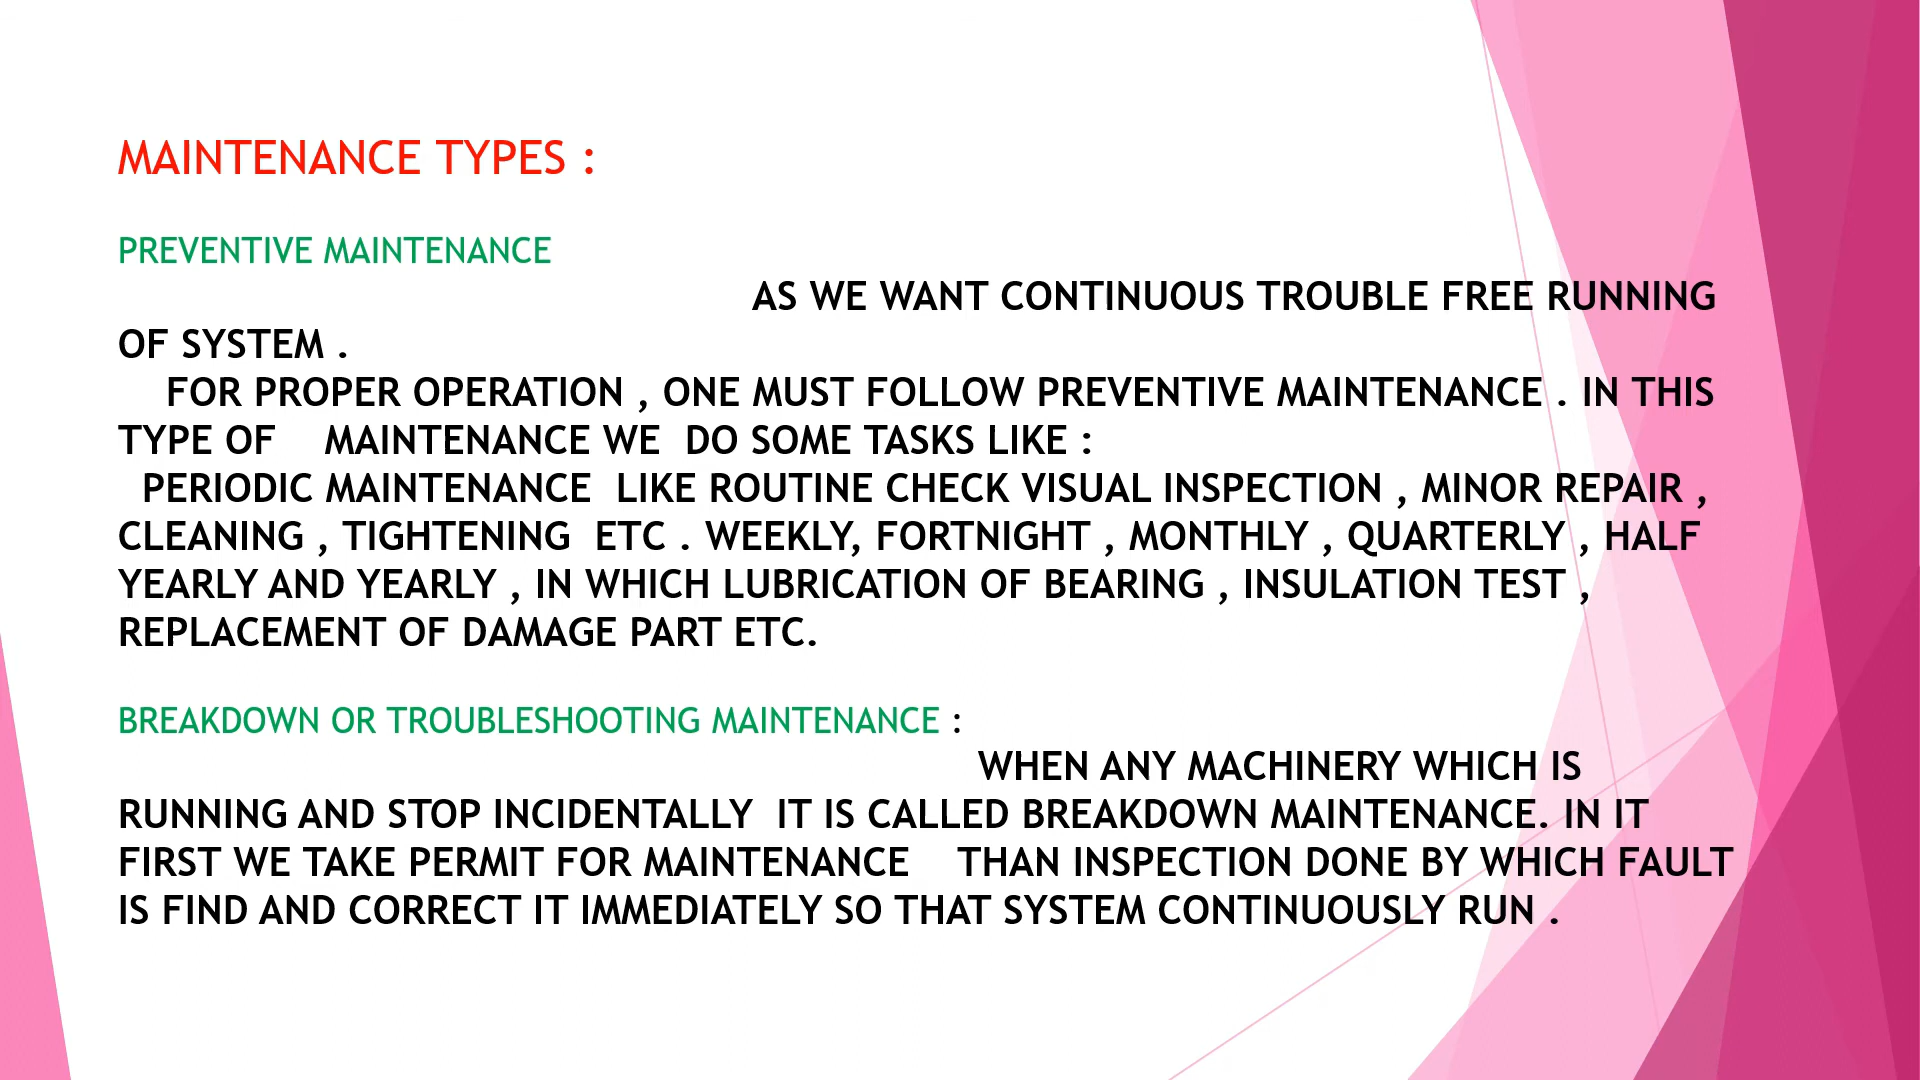 MAINTENANCE TYPES :
PREVENTIVE MAINTENANCE
AS WE WANT CONTINUOUS TROUBLE FREE RUNNING
OF SYSTEM .
FOR PROPER OPERATION , ONE MUST FOLLOW PREVENTIVE MAINTENANCE . IN THIS
TYPE OF MAINTENANCE WE DO SOME TASKS LIKE :
PERIODIC MAINTENANCE LIKE ROUTINE CHECK VISUAL INSPECTION , MINOR REPAIR ,
CLEANING , TIGHTENING ETC . WEEKLY, FORTNIGHT , MONTHLY , QUARTERLY , HALF
YEARLY AND YEARLY , IN WHICH LUBRICATION OF BEARING , INSULATION TEST ,
REPLACEMENT OF DAMAGE PART ETC.
BREAKDOWN OR TROUBLESHOOTING MAINTENANCE :
WHEN ANY MACHINERY WHICH IS
RUNNING AND STOP INCIDENTALLY IT IS CALLED BREAKDOWN MAINTENANCE. IN IT
FIRST WE TAKE PERMIT FOR MAINTENANCE THAN INSPECTION DONE BY WHICH FAULT
IS FIND AND CORRECT IT IMMEDIATELY SO THAT SYSTEM CONTINUOUSLY RUN .